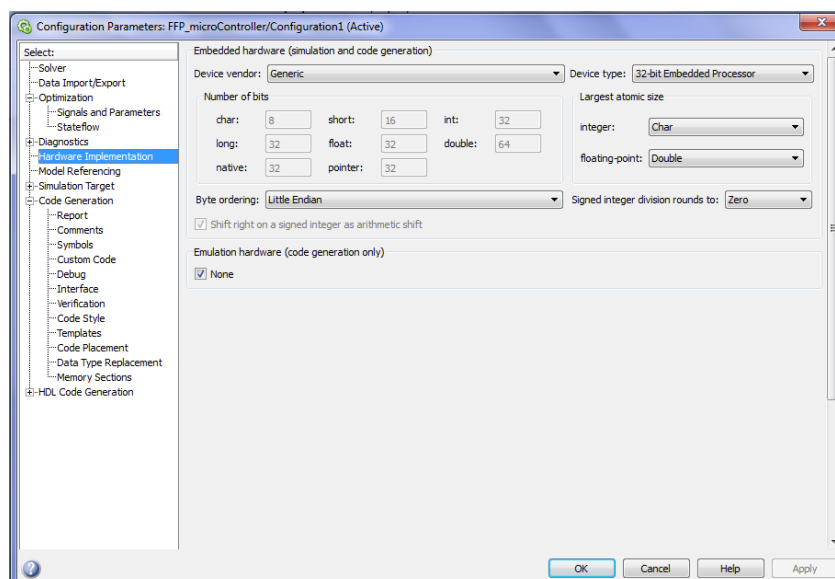 Configuration Parameters: FFP_microController/Configuration1 (Active)
Select:
Solver
Data Import/Export
Optimization
Signals and Parameters
Stateflow
Diagnostics
Hardware Implementation
Model Referencing
Simulation Target
Code Generation
Report
Comments
Symbols
Custom Code
Debug
Interface
Verification
Code Style
Templates
Code Placement
Data Type Replacement
Memory Sections
HDL Code Generation
Embedded hardware (simulation and code generation)
Device vendor: Generic Device type: 32-bit Embedded Processor
Number of bits Largest atomic size
char: 8 short: 16 int: 32 integer: Char
long: 32 float: 32 double: 64 floating-point: Double
native: 32 pointer: 32
Byte ordering: Little Endian Signed integer division rounds to: Zero
Shift right on a signed integer as arithmetic shift
Emulation hardware (code generation only)
None
OK Cancel Help Apply